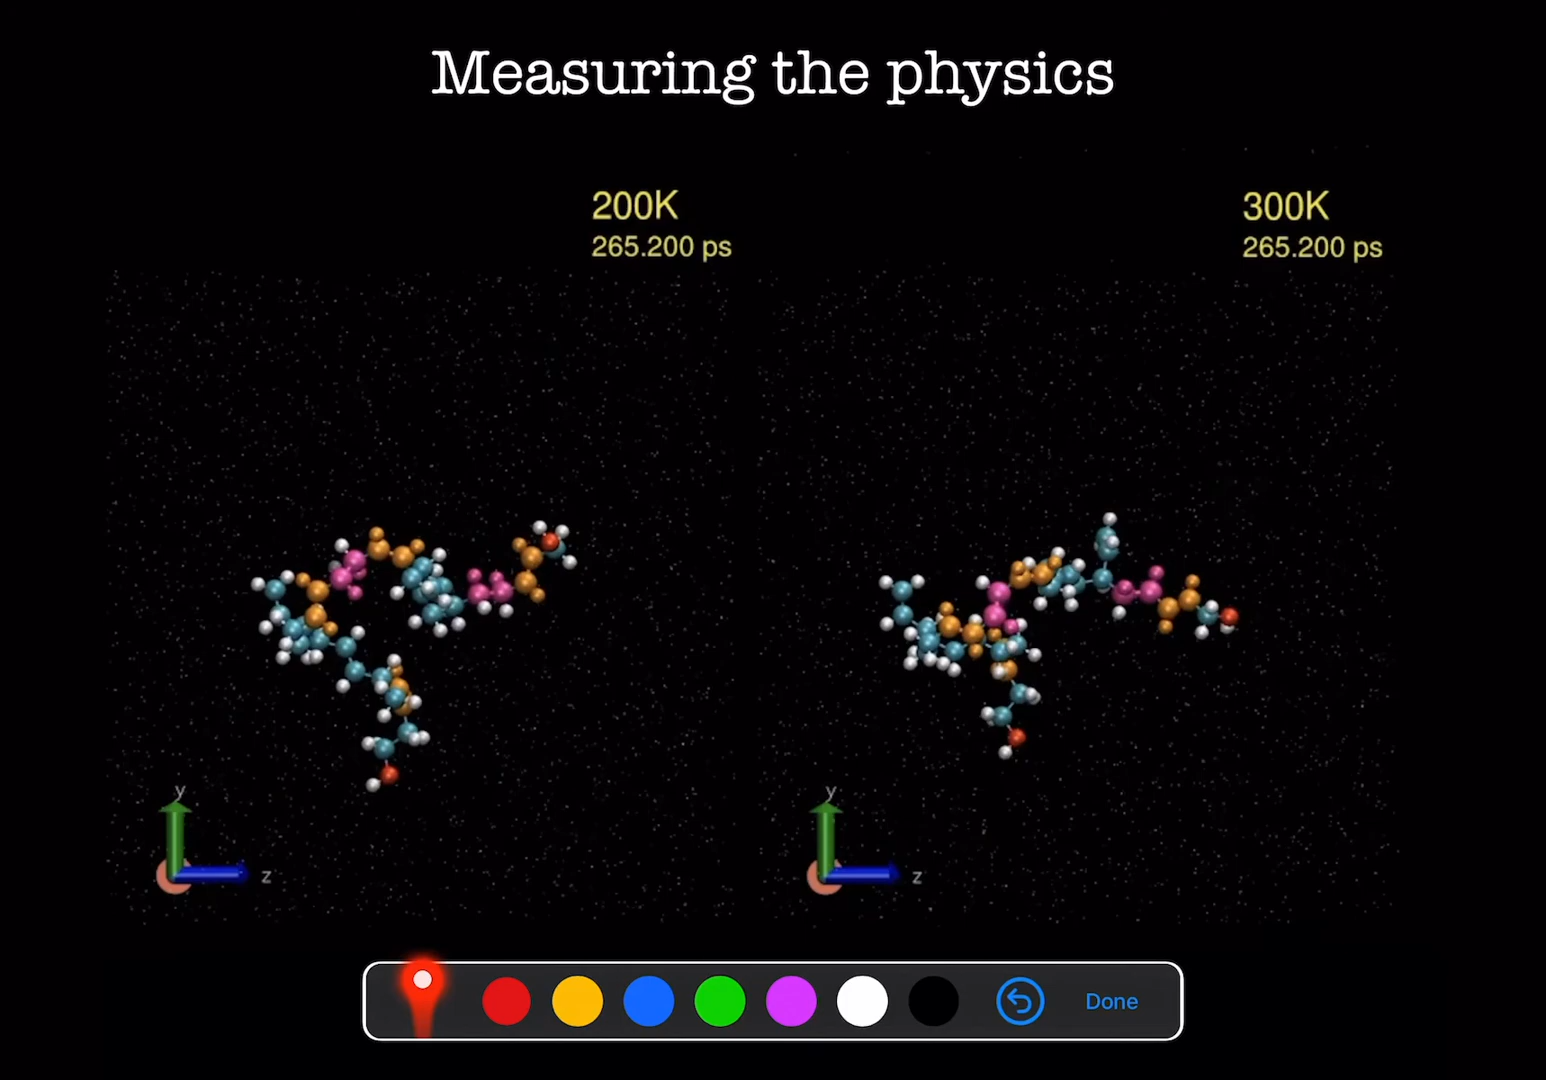 Measuring the physics
200K
265.200 ps
300K
265.200 ps
y
z
y
z
Done